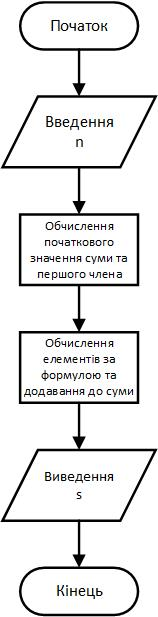 Початок
Введення
n
Обчислення
початкового
значення суми та
першого члена
Обчислення
елементів за
формулою та
додавання до суми
Виведення
s
Кінець